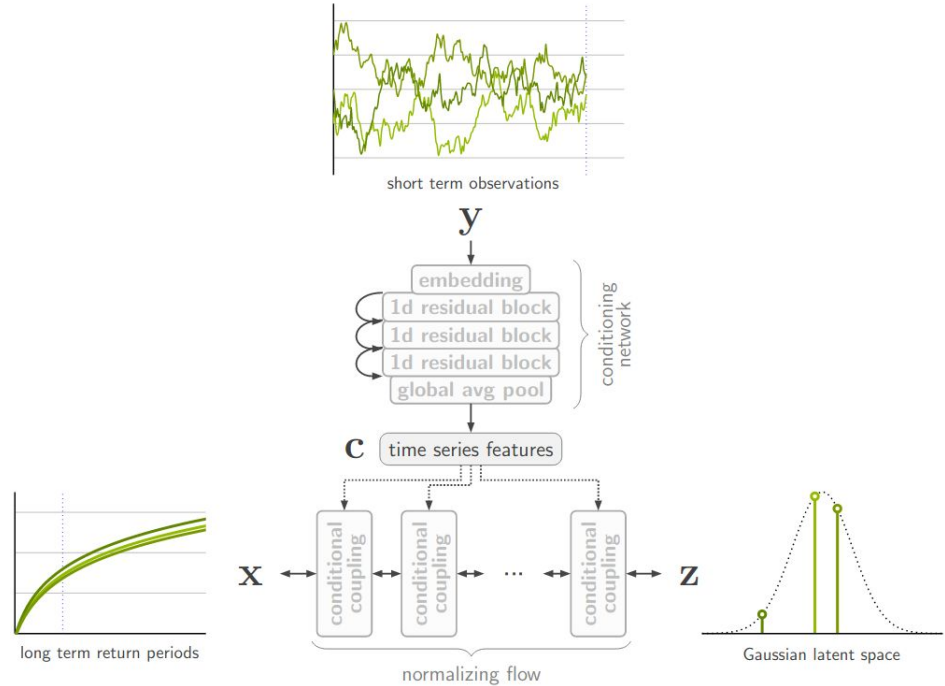 short term observations
y
embedding
1d residual block
1d residual block
1d residual block
global avg pool
conditioning
network
c
time series features
x
conditional
coupling
conditional
coupling
...
conditional
coupling
z
long term return periods
normalizing flow
Gaussian latent space